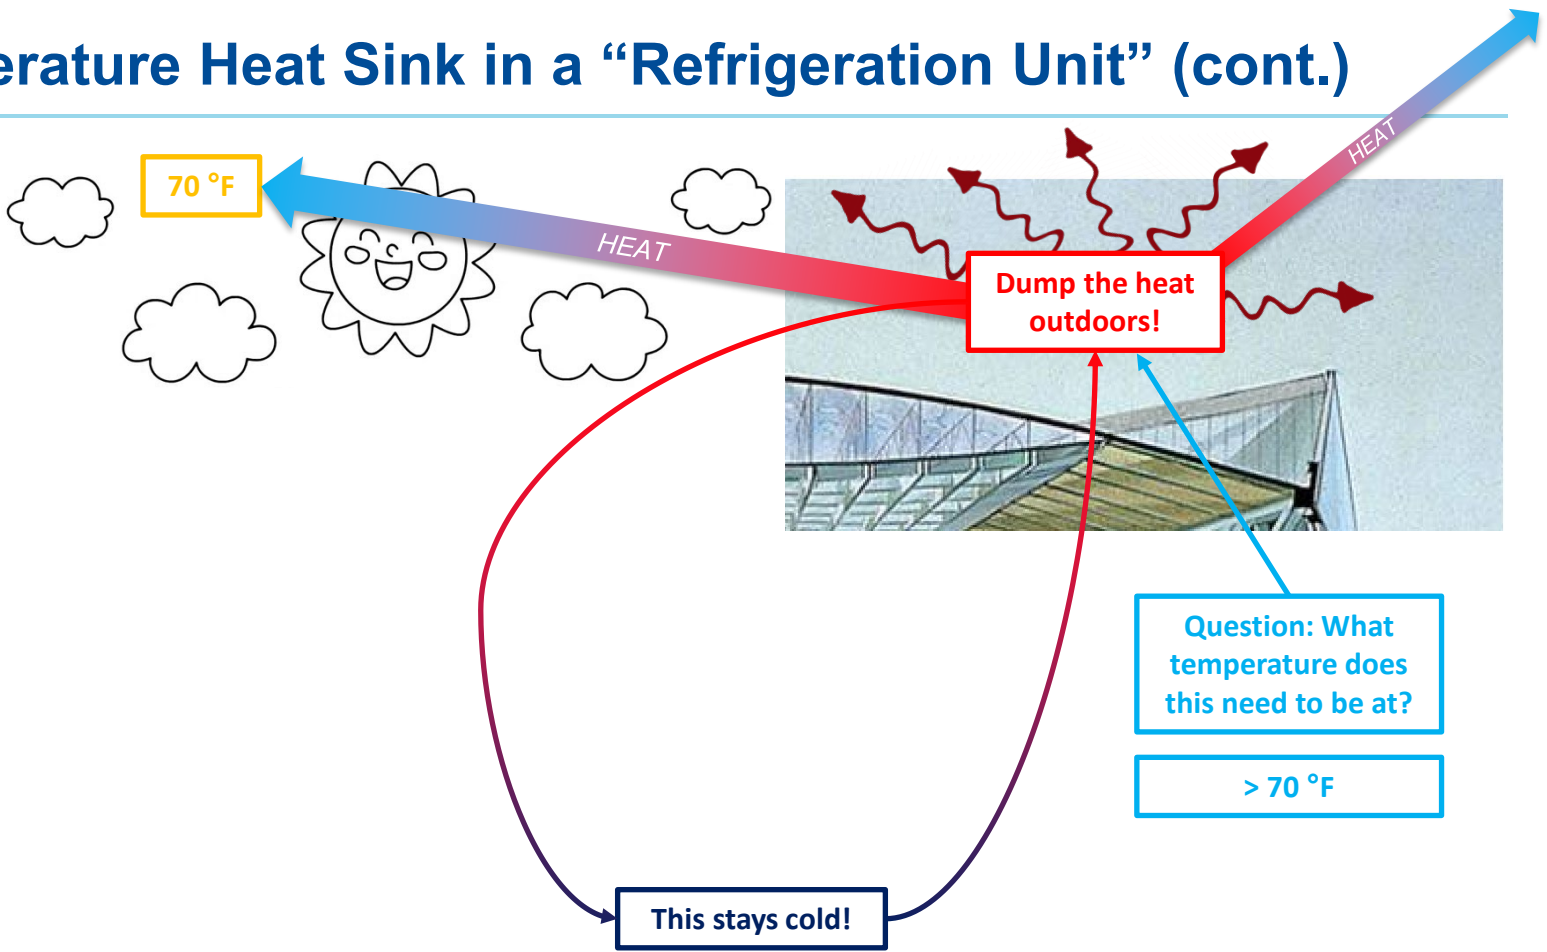 erature Heat Sink in a “Refrigeration Unit” (cont.)
70 °F
HEAT
HEAT
Dump the heat
outdoors!
Question: What
temperature does
this need to be at?
> 70 °F
This stays cold!